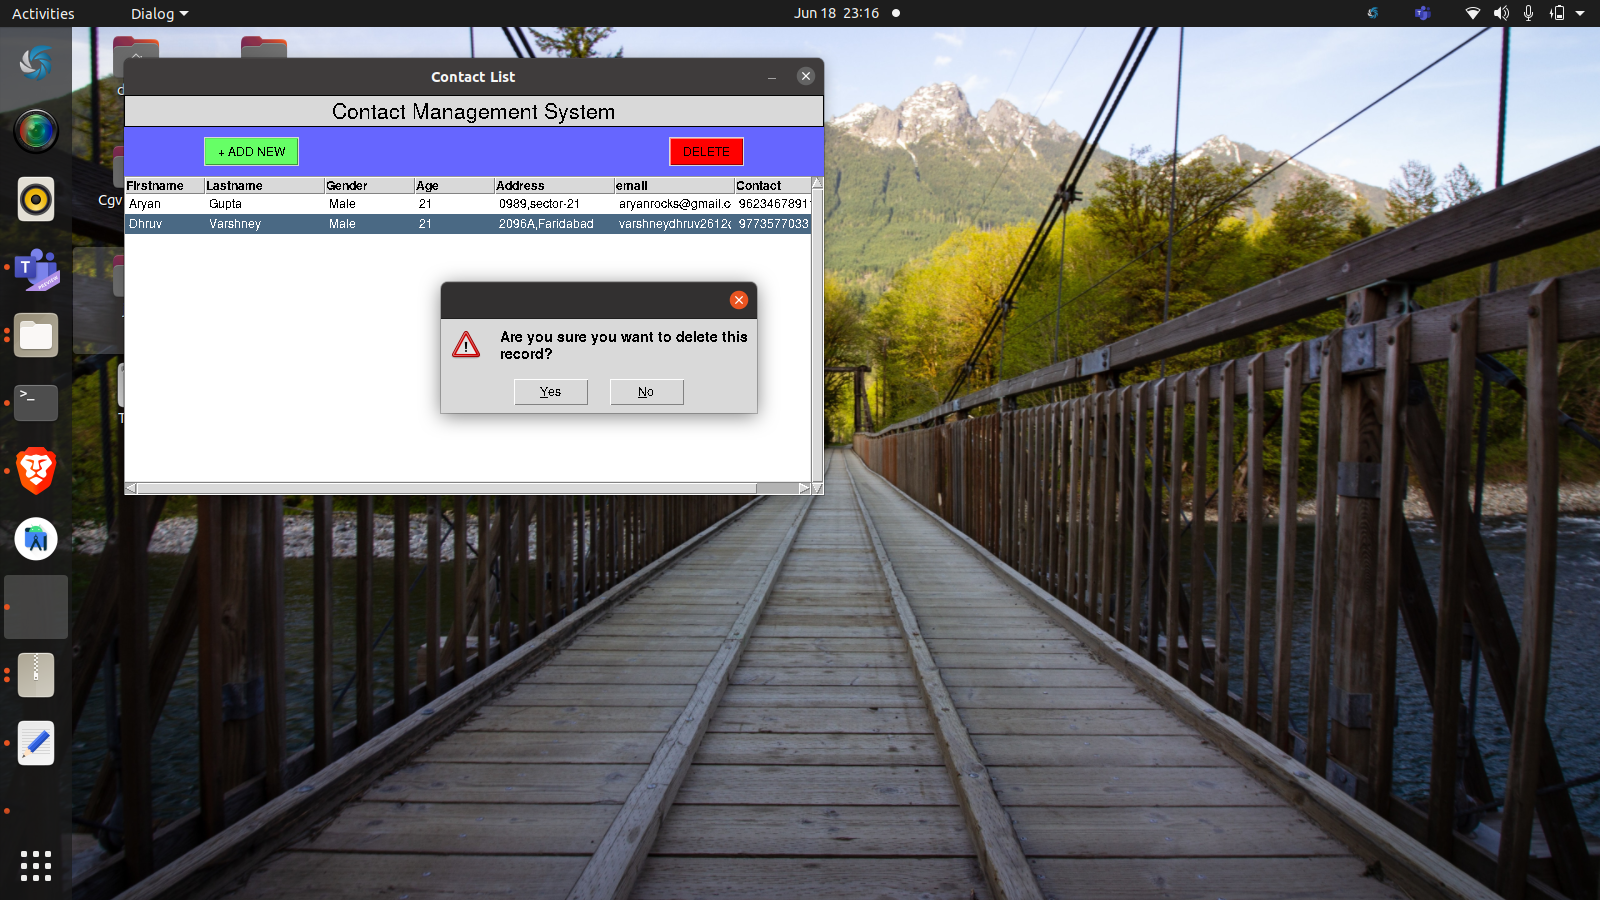 Activities
Dialog
Jun 18 23:16
Contact List
Contact Management System
+ ADD NEW
DELETE
Firstname Lastname Gender Age Address email Contact
Aryan Gupta Male 21 0989,sector-21 aryanrocks@gmail.c 9623467891
Dhruv Varshney Male 21 2096A,Faridabad varshneydhruv2612 9773577033
Are you sure you want to delete this
record?
Yes No
Cgv
T
>_